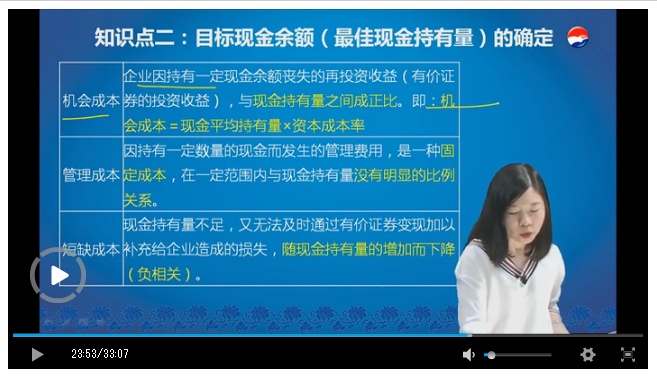 知识点二：目标现金余额（最佳现金持有量）的确定
企业因持有一定现金余额丧失的再投资收益（有价证
机会成本 券的投资收益），与现金持有量之间成正比。即：机
会成本＝现金平均持有量×资本成本率
因持有一定数量的现金而发生的管理费用，是一种固
管理成本 定成本，在一定范围内与现金持有量没有明显的比例
关系。
现金持有量不足，又无法及时通过有价证券变现加以
短缺成本 补充给企业造成的损失，随现金持有量的增加而下降
（负相关）。
23:53/33:07